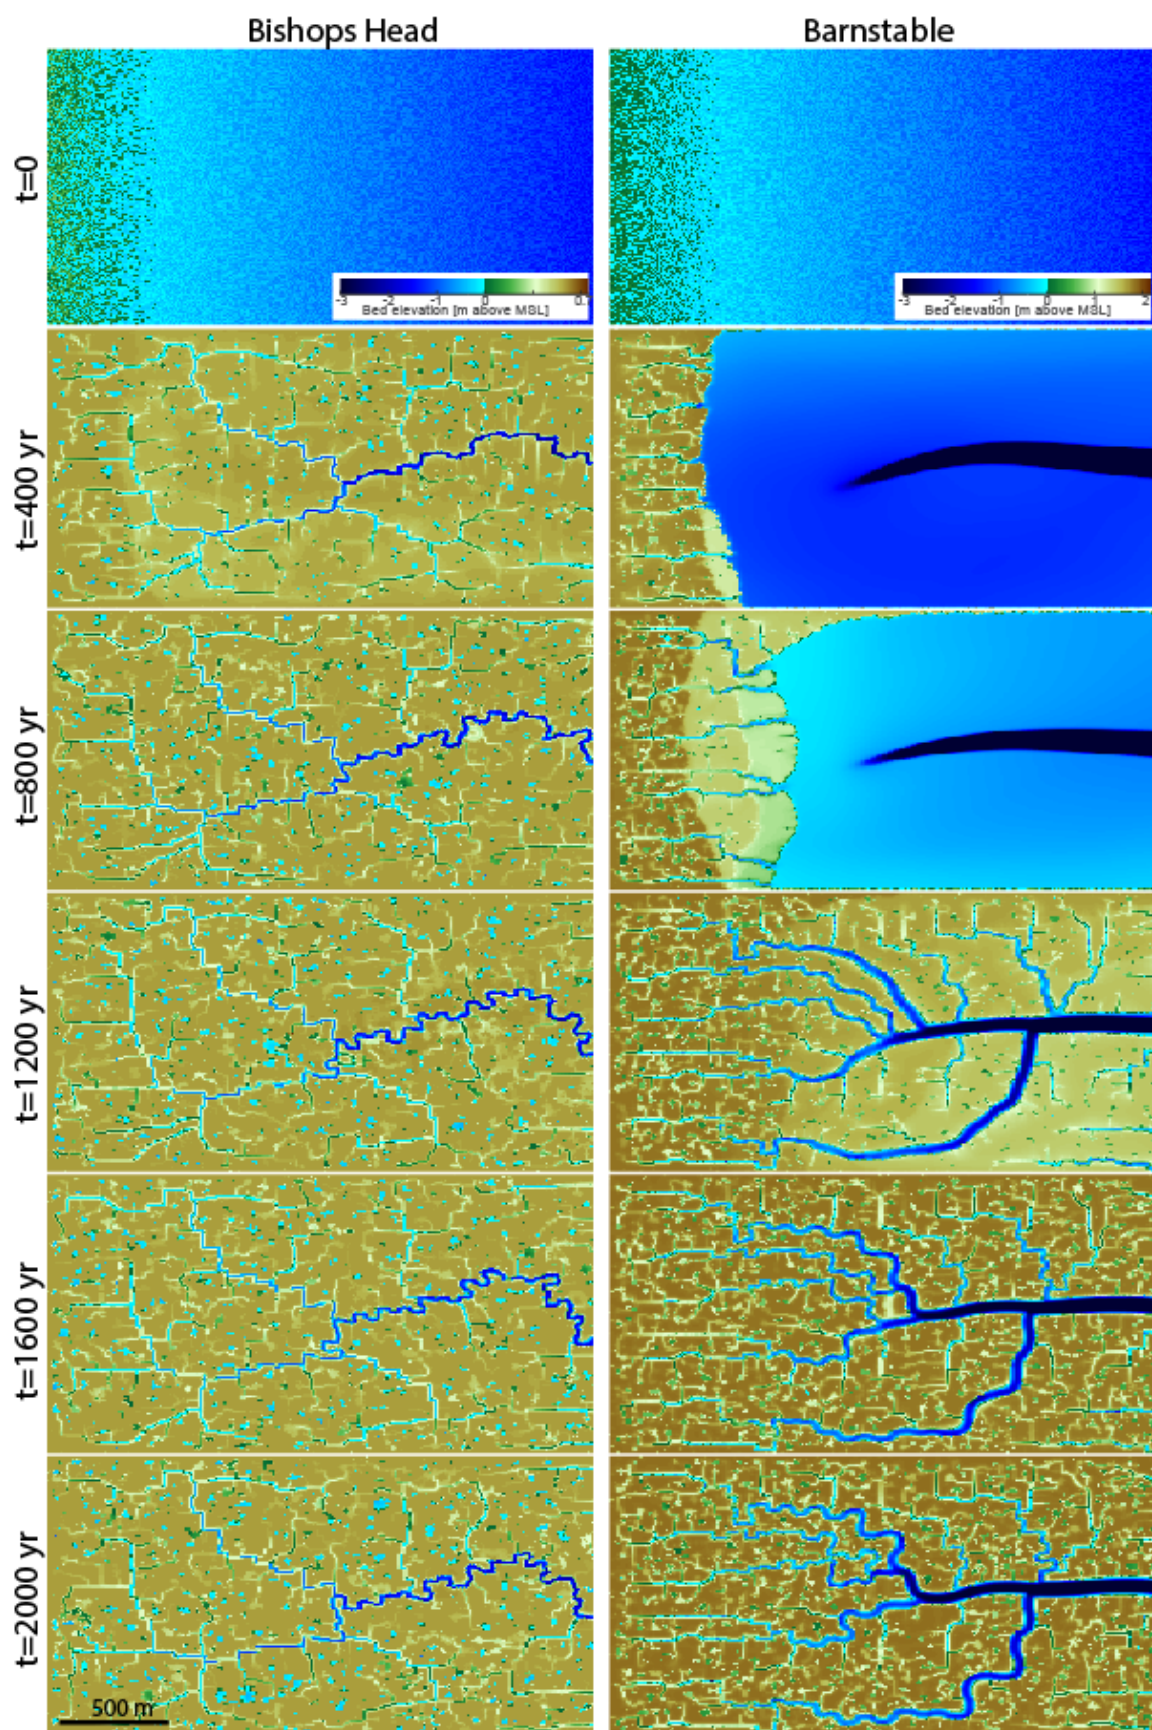 Bishops Head Barnstable
t=0
-3 -2 -1 0 0.
Bed elevation [m above MSL]
-3 -2 -1 0 1 2
Bed elevation [m above MSL]
t=400 yr
t=800 yr
t=1200 yr
t=1600 yr
t=2000 yr
500 m